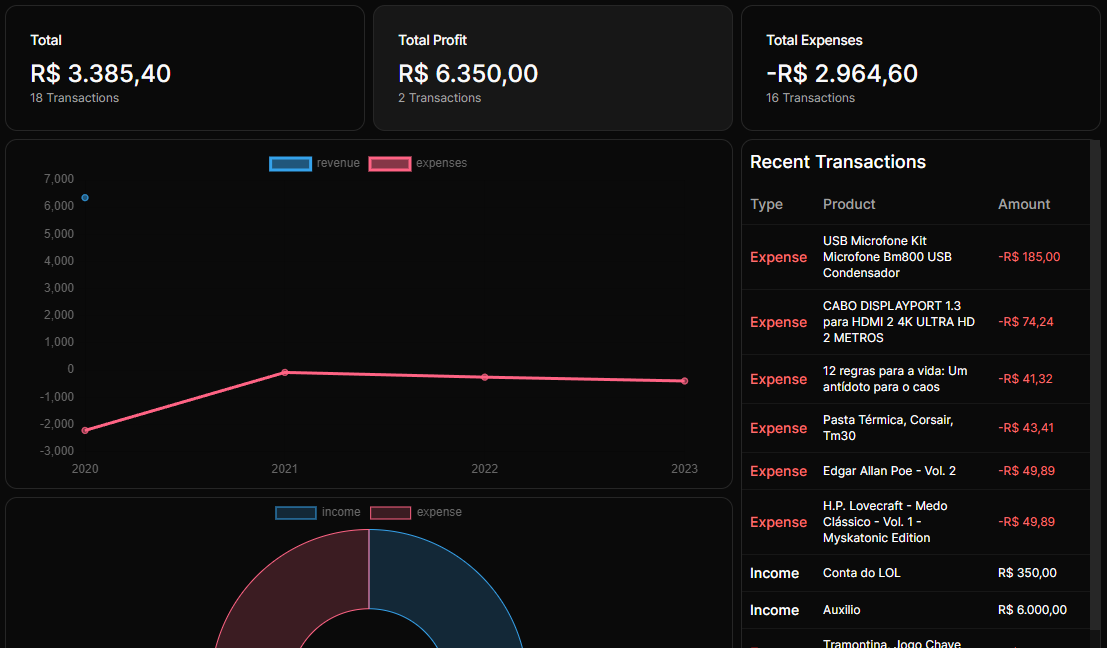 Total
R$ 3.385,40
18 Transactions
Total Profit
R$ 6.350,00
2 Transactions
Total Expenses
-R$ 2.964,60
16 Transactions
revenue expenses
7,000
6,000
5,000
4,000
3,000
2,000
1,000
0
-1,000
-2,000
-3,000
2020 2021 2022 2023
income expense
Recent Transactions
Type Product Amount
Expense
USB Microfone Kit
Microfone Bm800 USB
Condensador
-R$ 185,00
Expense
CABO DISPLAYPORT 1.3
para HDMI 2 4K ULTRA HD
2 METROS
-R$ 74,24
Expense
12 regras para a vida: Um
antídoto para o caos
-R$ 41,32
Expense
Pasta Térmica, Corsair,
Tm30
-R$ 43,41
Expense Edgar Allan Poe - Vol. 2 -R$ 49,89
Expense
H.P. Lovecraft - Medo
Clássico - Vol. 1 -
Myskatonic Edition
-R$ 49,89
Income Conta do LOL R$ 350,00
Income Auxilio R$ 6.000,00
Tramontina, Jogo Chave